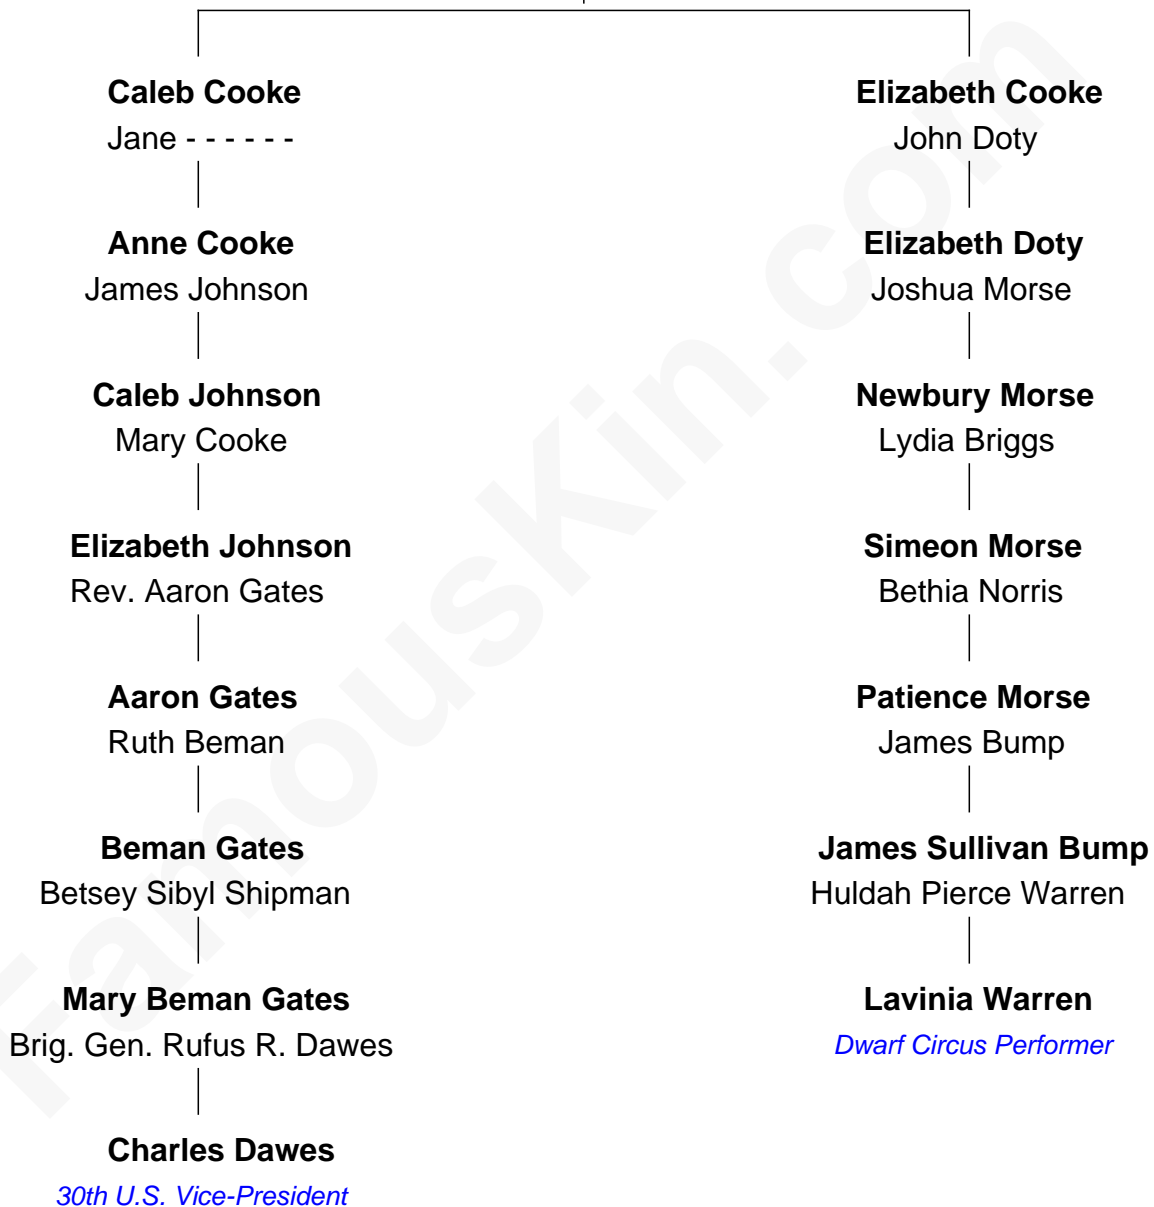 Caleb Cooke
Jane - - - - - -
Anne Cooke
James Johnson
Caleb Johnson
Mary Cooke
Elizabeth Johnson
Rev. Aaron Gates
Aaron Gates
Ruth Beman
Beman Gates
Betsey Sibyl Shipman
Mary Beman Gates
Brig. Gen. Rufus R. Dawes
Charles Dawes
30th U.S. Vice-President
Elizabeth Cooke
John Doty
Elizabeth Doty
Joshua Morse
Newbury Morse
Lydia Briggs
Simeon Morse
Bethia Norris
Patience Morse
James Bump
James Sullivan Bump
Huldah Pierce Warren
Lavinia Warren
Dwarf Circus Performer
FamousKin.com